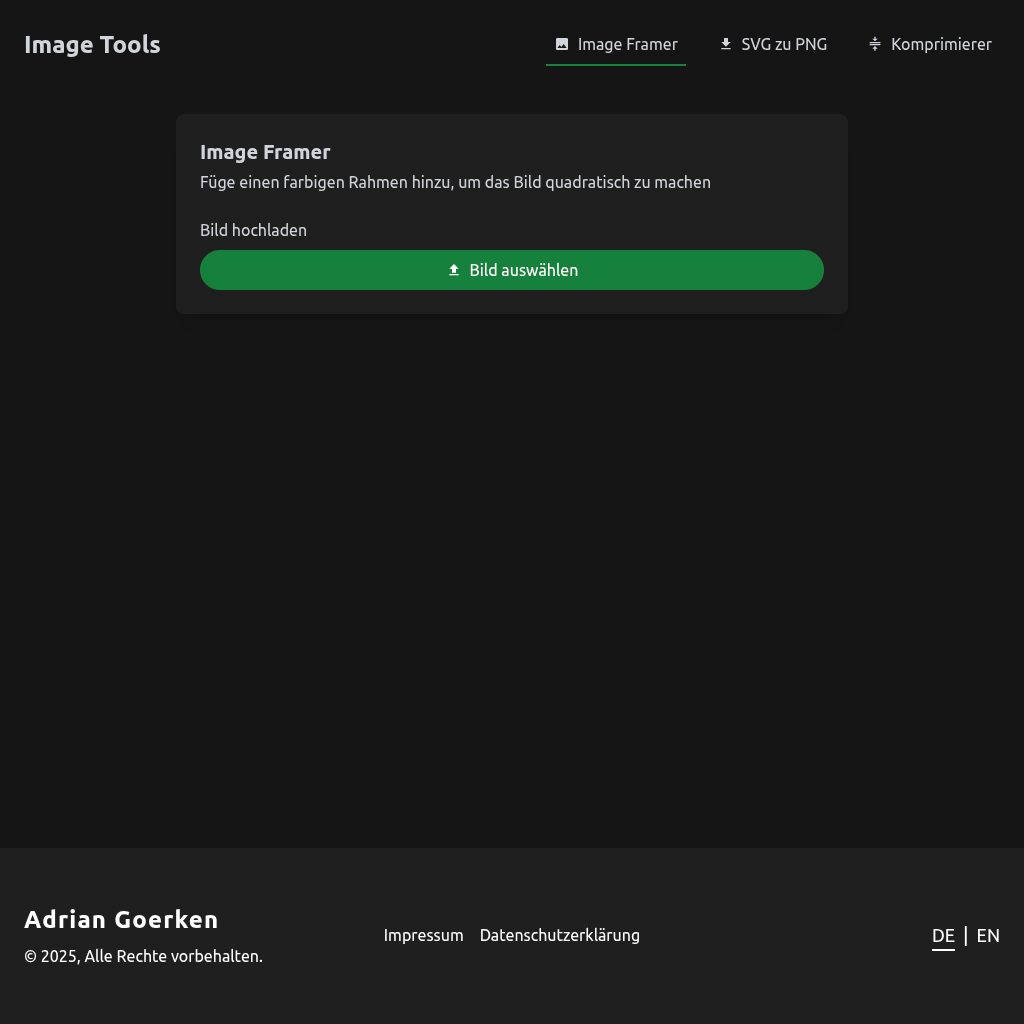 Image Tools
Image Framer
SVG zu PNG
Komprimierer
Image Framer
Füge einen farbigen Rahmen hinzu, um das Bild quadratisch zu machen
Bild hochladen
Bild auswählen
Adrian Goerken
© 2025, Alle Rechte vorbehalten.
Impressum
Datenschutzerklärung
DE | EN